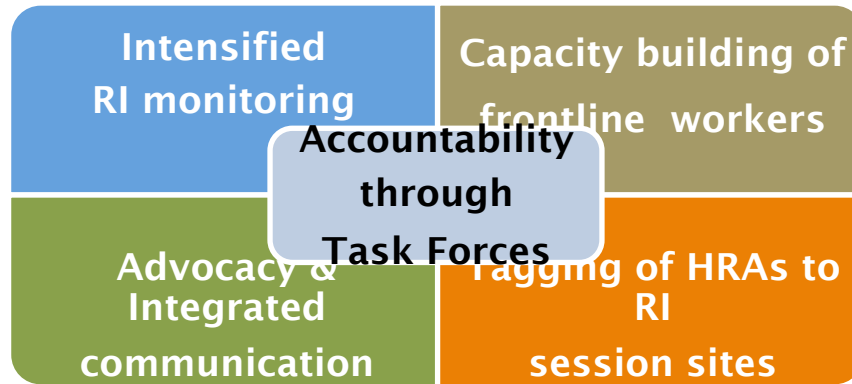 Intensified
RI monitoring
Capacity building of
frontline workers
Accountability
through
Task Forces
Advocacy &
Integrated
communication
Tagging of HRAs to
RI
session sites